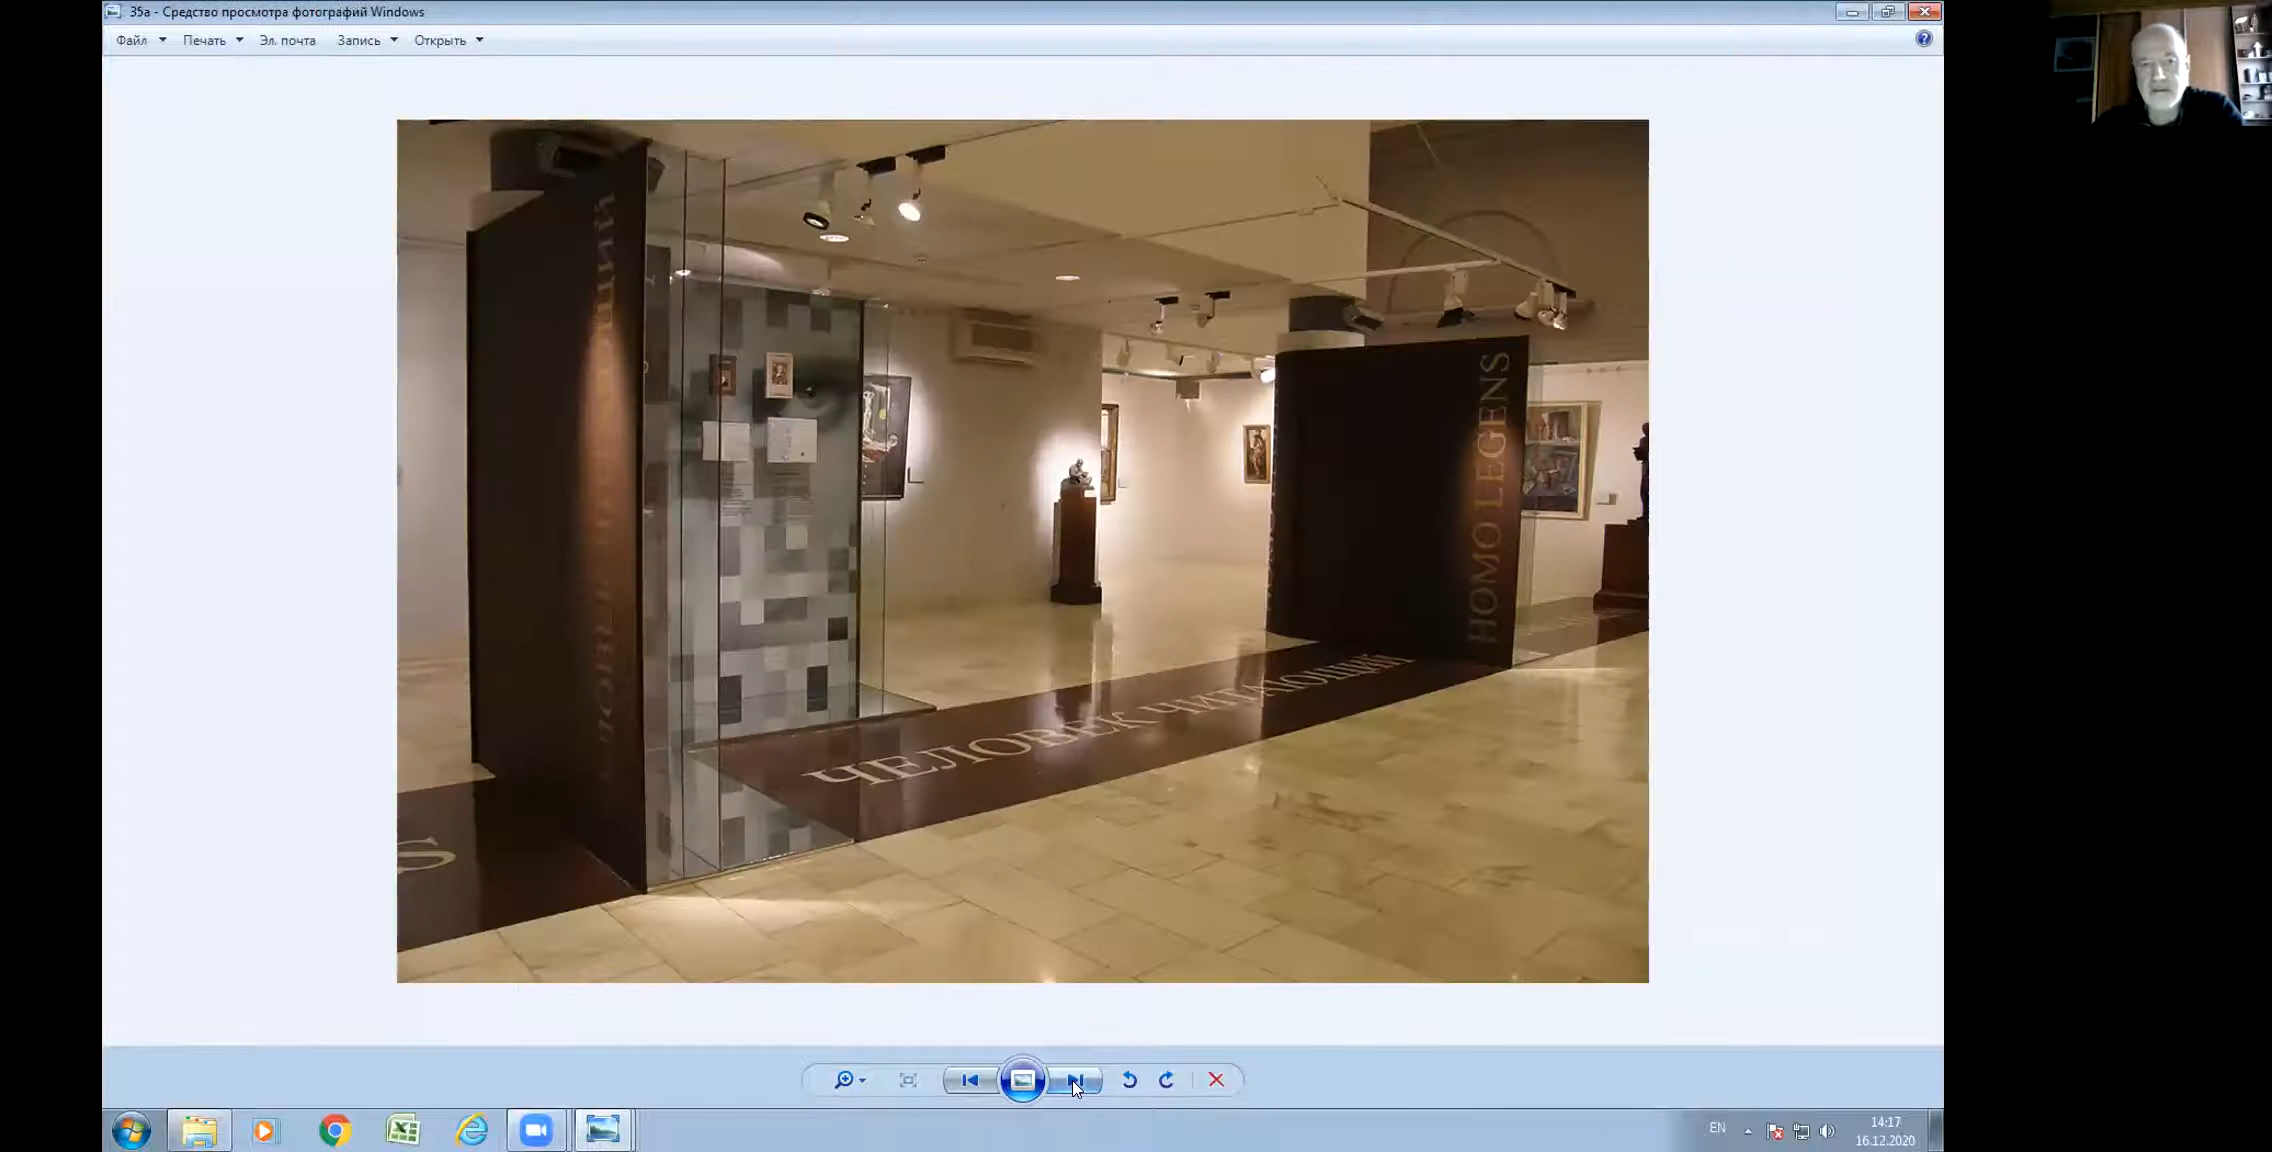 35a - Средство просмотра фотографий Windows
Файл
Печать
Эл. почта
Запись
Открыть
HOMO LEGENS
ЧЕЛОВЕК ЧИТАЮЩИЙ
S
EN
14:17
16.12.2020